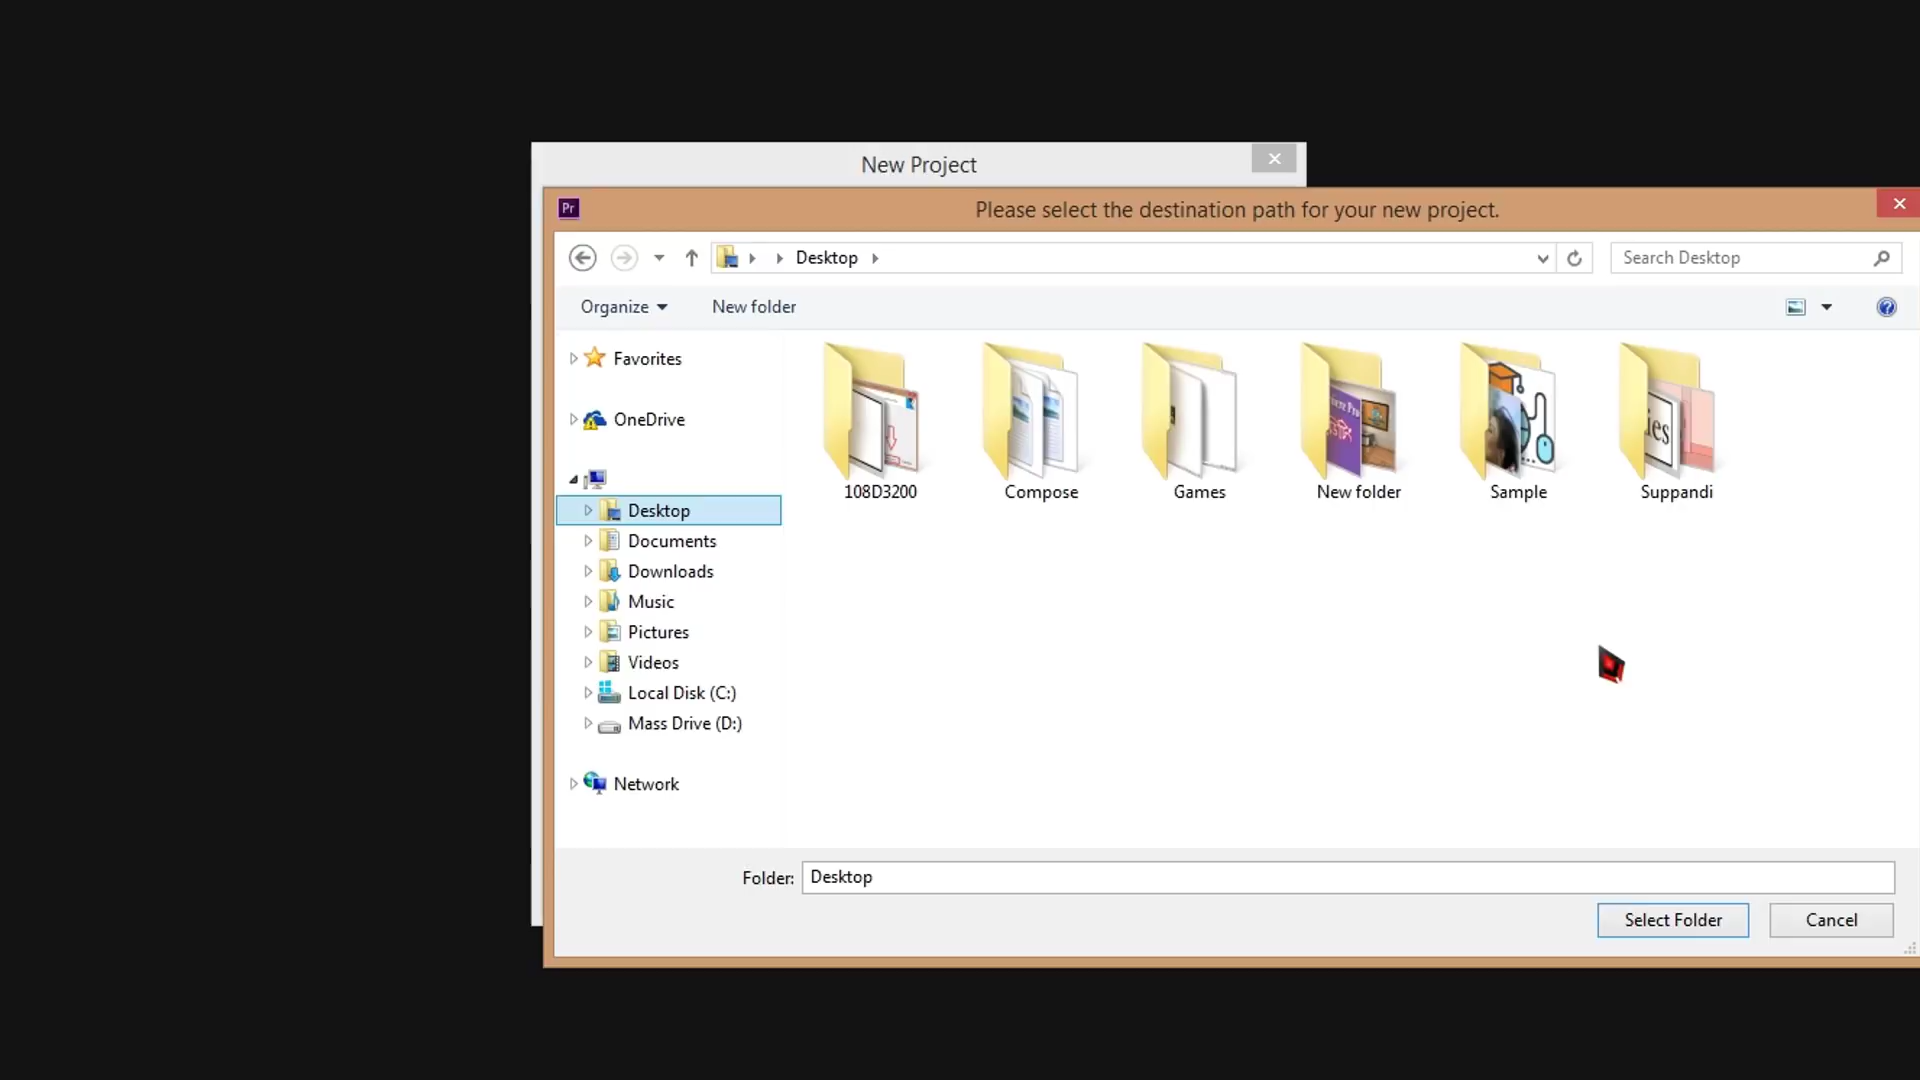 New Project
Pr
Please select the destination path for your new project.
Desktop
Search Desktop
Organize
New folder
Favorites
OneDrive
Desktop
Documents
Downloads
Music
Pictures
Videos
Local Disk (C:)
Mass Drive (D:)
Network
108D3200
Compose
Games
New folder
Sample
Suppandi
Folder:
Desktop
Select Folder
Cancel